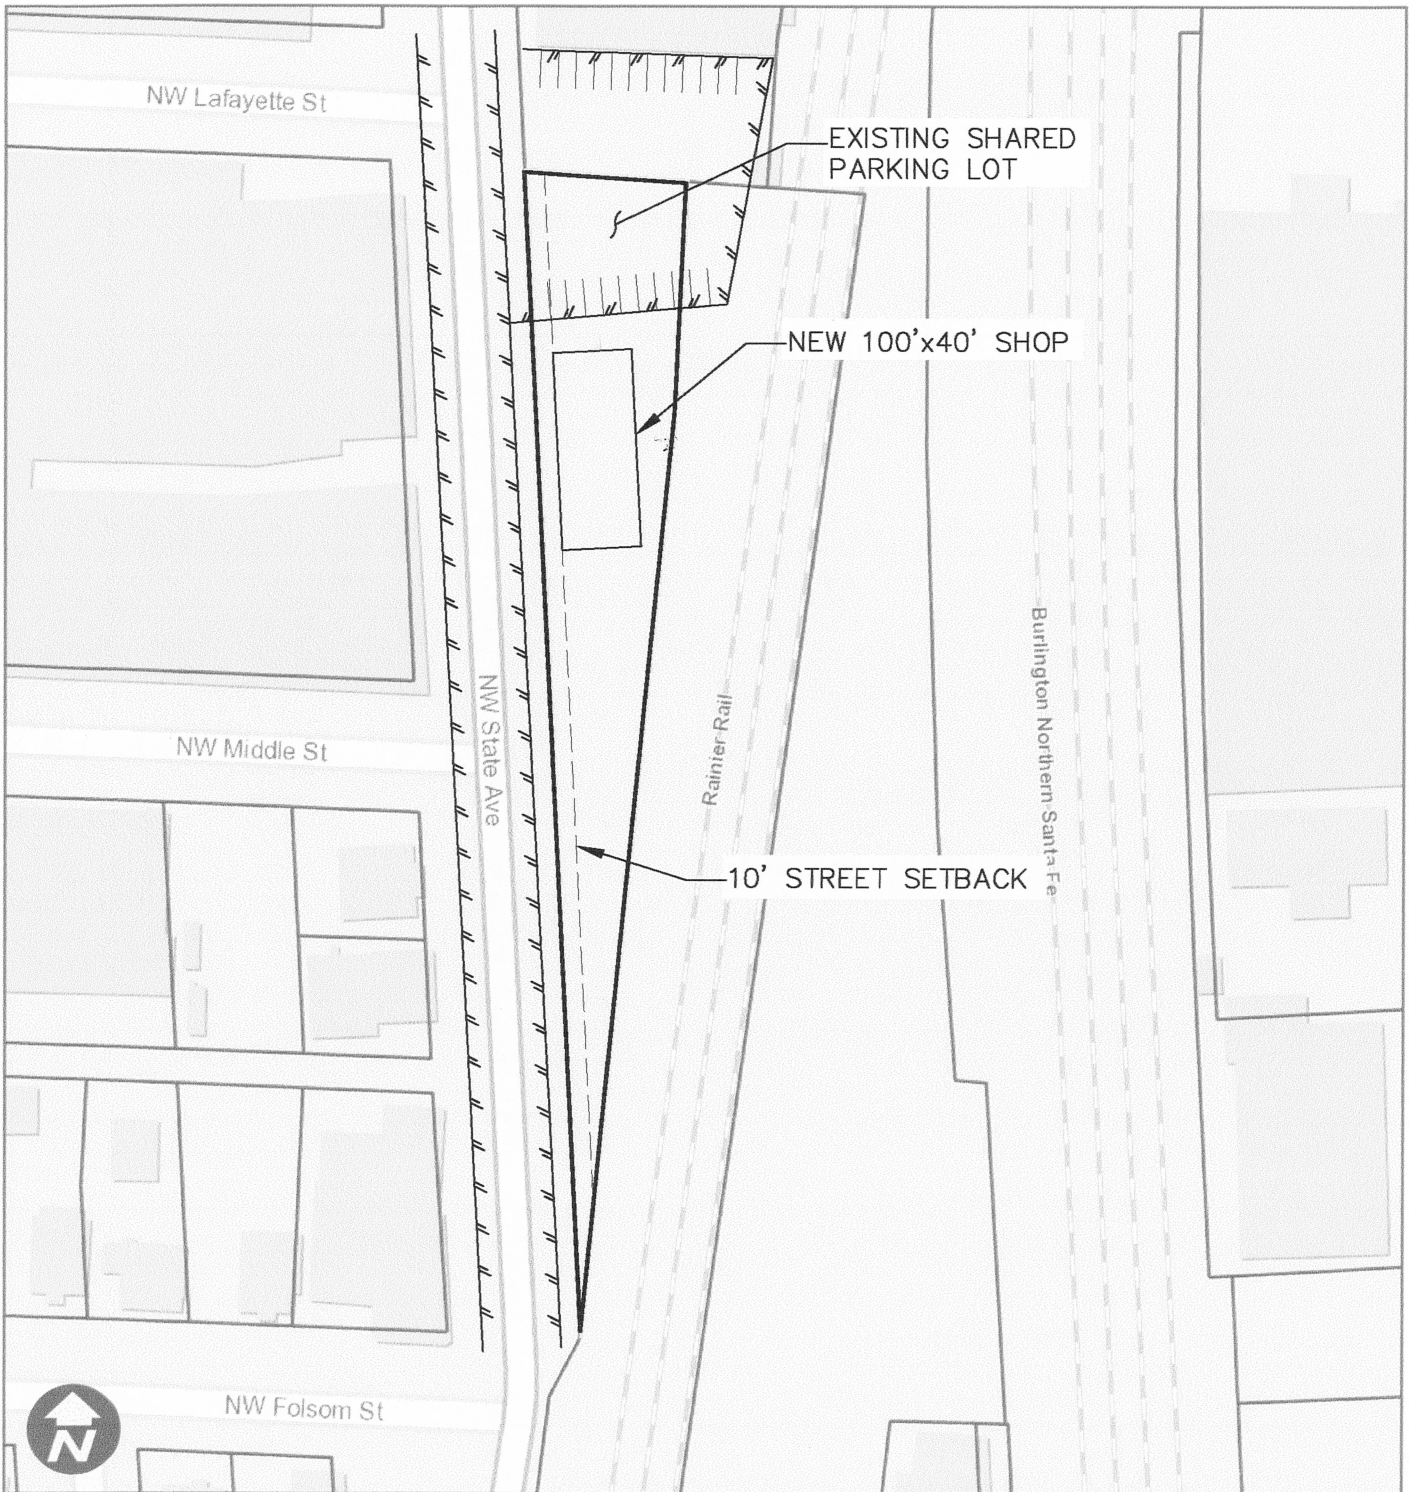 NW Lafayette St
EXISTING SHARED
PARKING LOT
NEW 100'x40' SHOP
Burlington Northern Santa Fe
NW State Ave
Rainier Rail
NW Middle St
10' STREET SETBACK
NW Folsom St
N